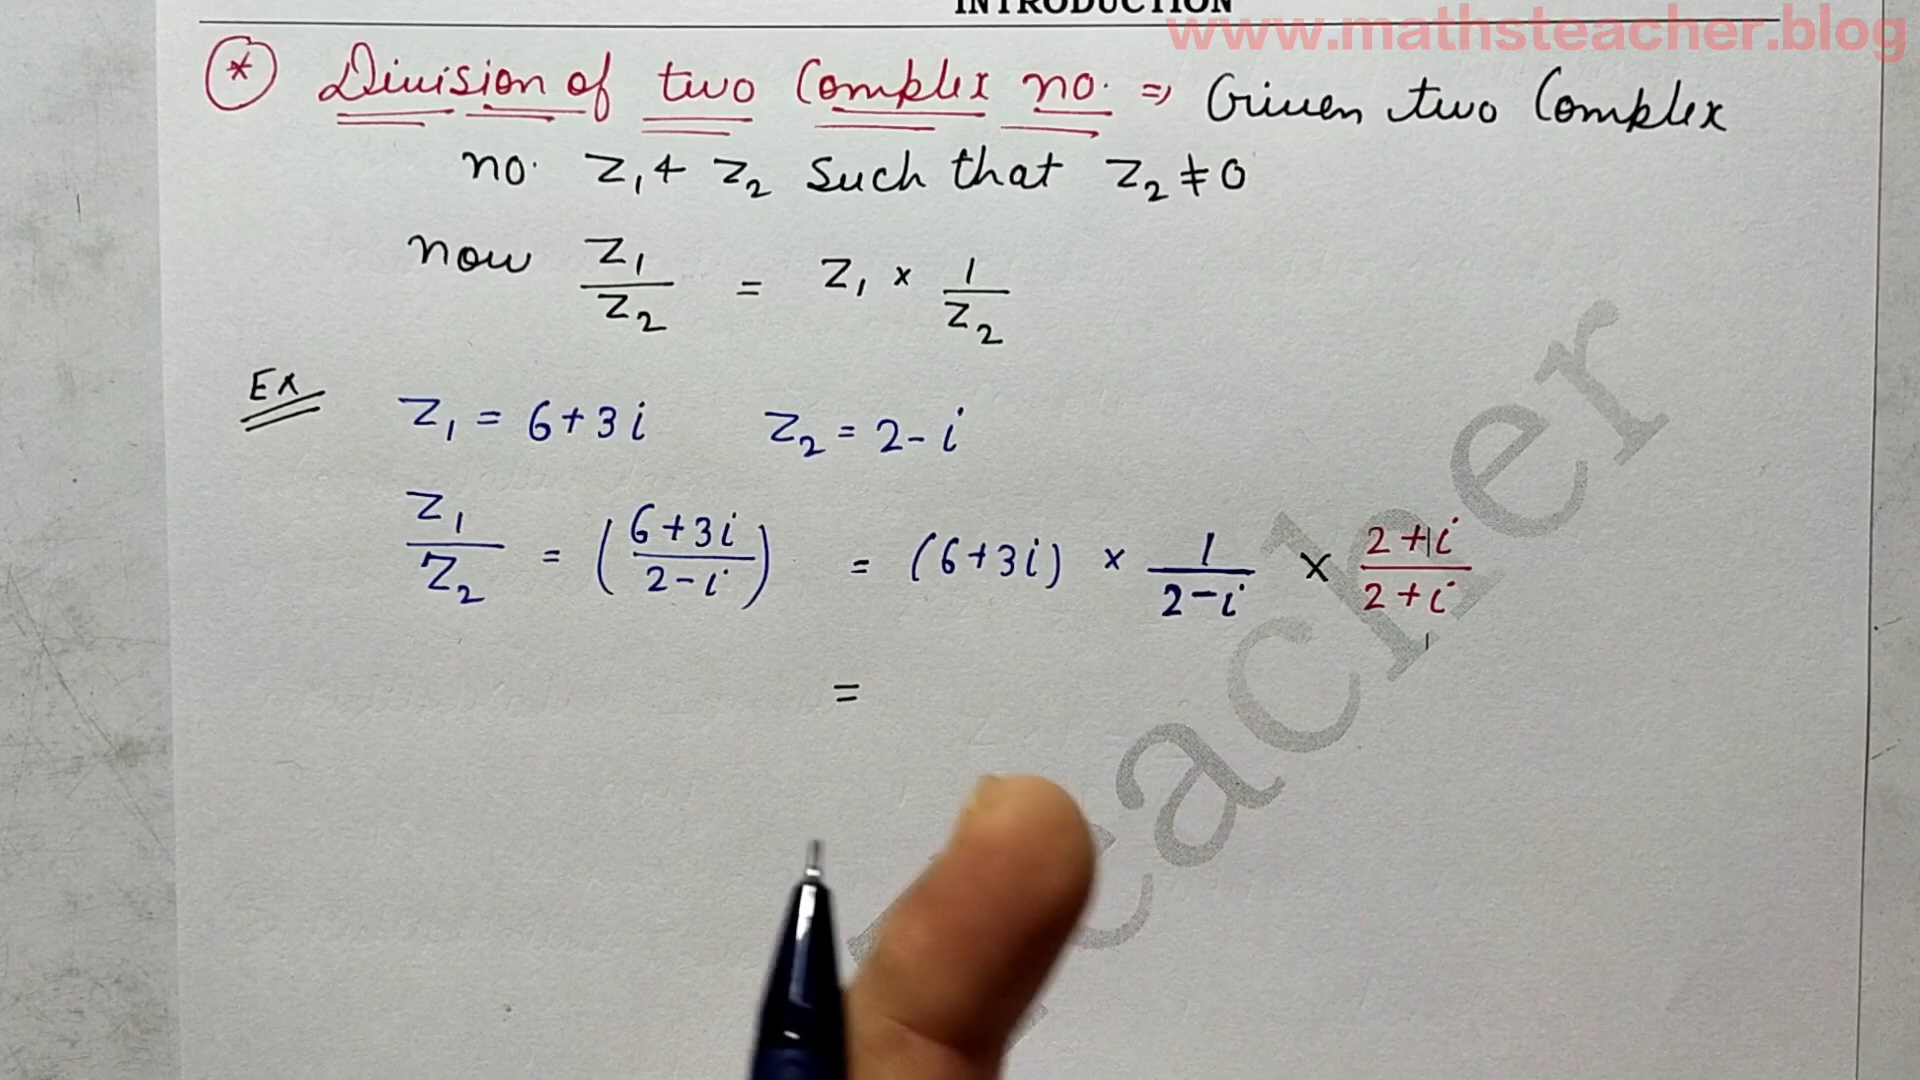 INTRODUCTION
www.mathsteacher.blog
* Division of two Complex no. ⇒ Given two Complex
no. z₁ & z₂ such that z₂ ≠ 0
now z₁/z₂ = z₁ × 1/z₂
Ex z₁ = 6+3i z₂ = 2-i
z₁/z₂ = (6+3i/2-i) = (6+3i) × 1/2-i × 2+i/2+i
=
eacher